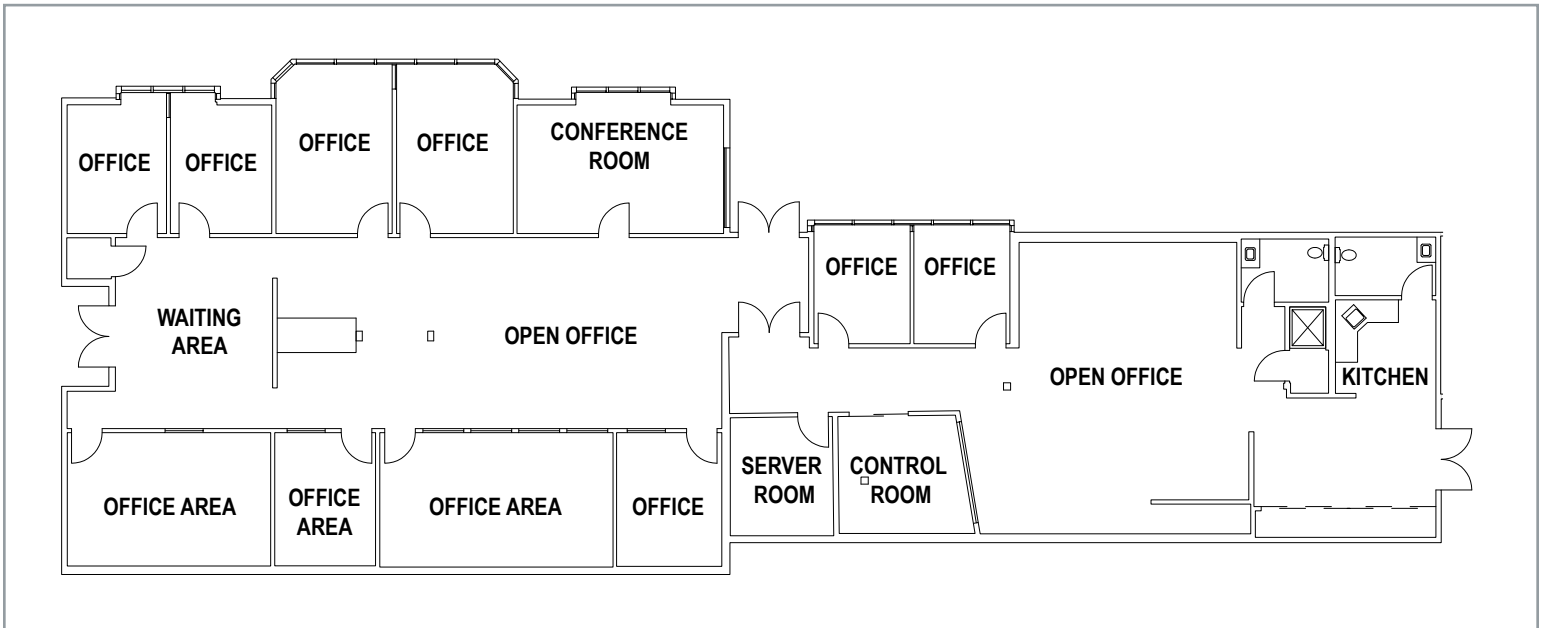 OFFICE
OFFICE
OFFICE
OFFICE
CONFERENCE
ROOM
WAITING
AREA
OPEN OFFICE
OFFICE
OFFICE
OPEN OFFICE
KITCHEN
OFFICE AREA
OFFICE
AREA
OFFICE AREA
OFFICE
SERVER
ROOM
CONTROL
ROOM